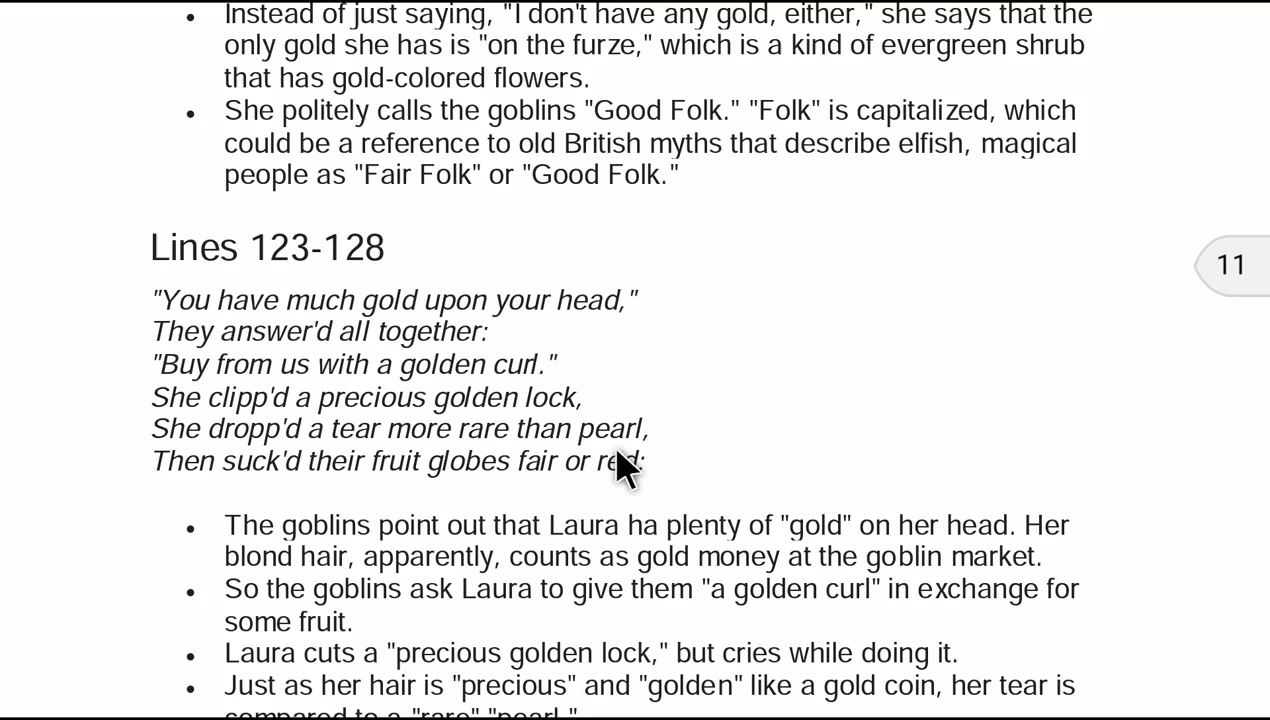 • Instead of just saying, "I don't have any gold, either," she says that the
only gold she has is "on the furze," which is a kind of evergreen shrub
that has gold-colored flowers.
• She politely calls the goblins "Good Folk." "Folk" is capitalized, which
could be a reference to old British myths that describe elfish, magical
people as "Fair Folk" or "Good Folk."
Lines 123-128
11
"You have much gold upon your head,"
They answer'd all together:
"Buy from us with a golden curl."
She clipp'd a precious golden lock,
She dropp'd a tear more rare than pearl,
Then suck'd their fruit globes fair or red:
• The goblins point out that Laura ha plenty of "gold" on her head. Her
blond hair, apparently, counts as gold money at the goblin market.
• So the goblins ask Laura to give them "a golden curl" in exchange for
some fruit.
• Laura cuts a "precious golden lock," but cries while doing it.
• Just as her hair is "precious" and "golden" like a gold coin, her tear is
compared to a "rare" "pearl."